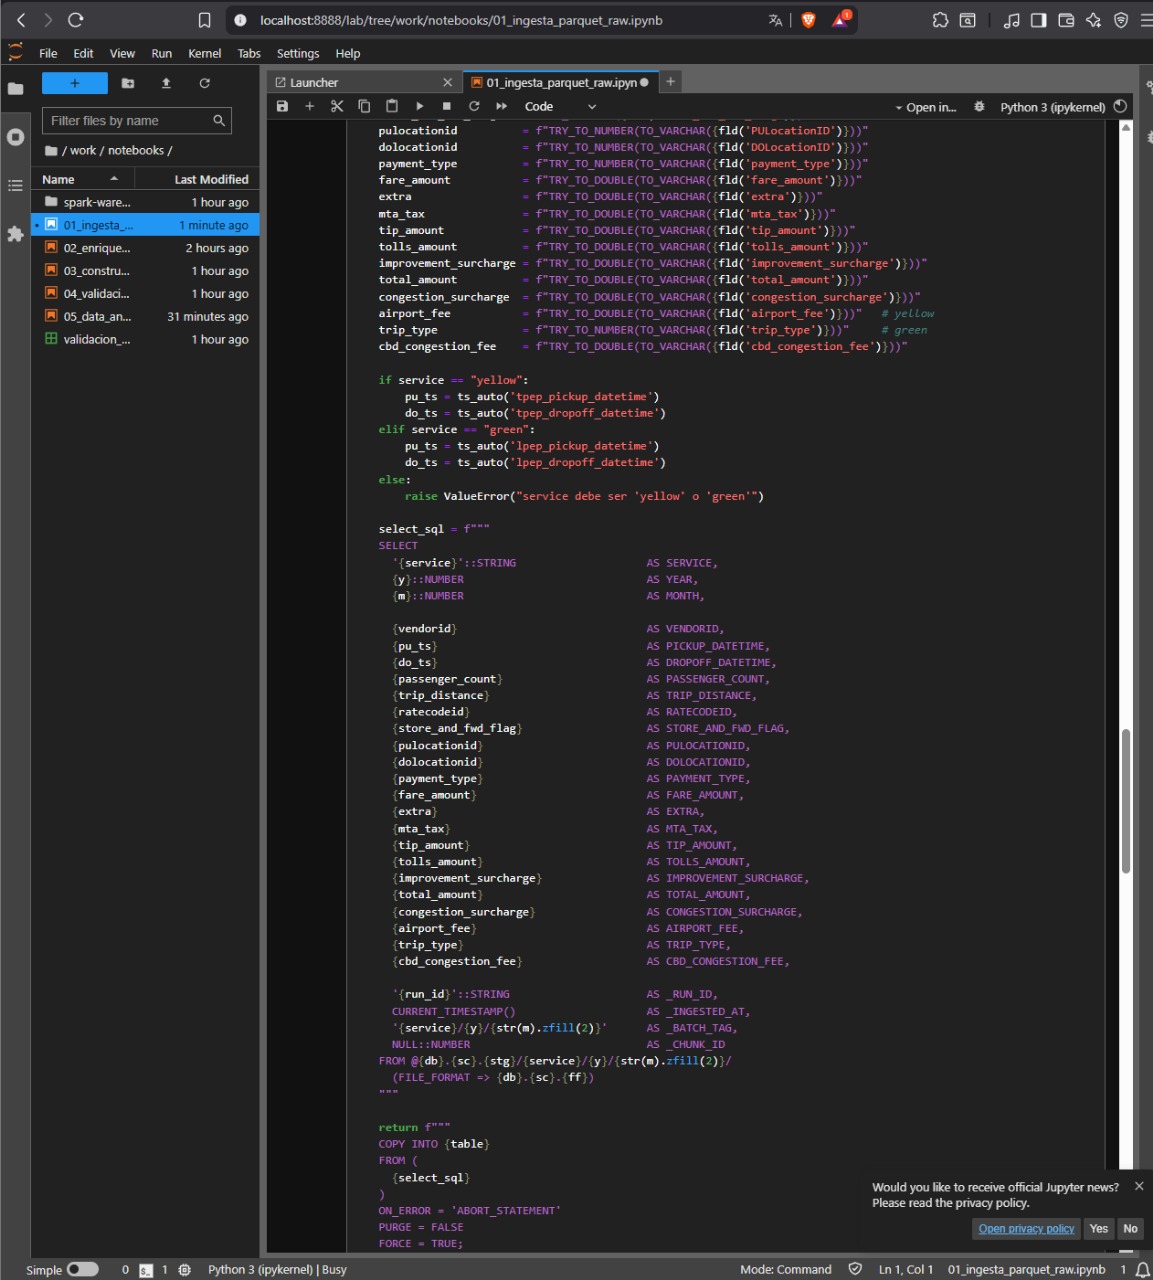 localhost:8888/lab/tree/work/notebooks/01_ingesta_parquet_raw.ipynb
1
File Edit View Run Kernel Tabs Settings Help
+
Filter files by name
/ work / notebooks /
Name Last Modified
spark-ware... 1 hour ago
01_ingesta_... 1 minute ago
02_enrique... 2 hours ago
03_constru... 1 hour ago
04_validaci... 1 hour ago
05_data_an... 31 minutes ago
validacion_... 1 hour ago
Launcher
01_ingesta_parquet_raw.ipyn
Code
Open in...
Python 3 (ipykernel)
pulocationid = f"TRY_TO_NUMBER(TO_VARCHAR({fld('PULocationID')}))"
dolocationid = f"TRY_TO_NUMBER(TO_VARCHAR({fld('DOLocationID')}))"
payment_type = f"TRY_TO_NUMBER(TO_VARCHAR({fld('payment_type')}))"
fare_amount = f"TRY_TO_DOUBLE(TO_VARCHAR({fld('fare_amount')}))"
extra = f"TRY_TO_DOUBLE(TO_VARCHAR({fld('extra')}))"
mta_tax = f"TRY_TO_DOUBLE(TO_VARCHAR({fld('mta_tax')}))"
tip_amount = f"TRY_TO_DOUBLE(TO_VARCHAR({fld('tip_amount')}))"
tolls_amount = f"TRY_TO_DOUBLE(TO_VARCHAR({fld('tolls_amount')}))"
improvement_surcharge = f"TRY_TO_DOUBLE(TO_VARCHAR({fld('improvement_surcharge')}))"
total_amount = f"TRY_TO_DOUBLE(TO_VARCHAR({fld('total_amount')}))"
congestion_surcharge = f"TRY_TO_DOUBLE(TO_VARCHAR({fld('congestion_surcharge')}))"
airport_fee = f"TRY_TO_DOUBLE(TO_VARCHAR({fld('airport_fee')}))" # yellow
trip_type = f"TRY_TO_NUMBER(TO_VARCHAR({fld('trip_type')}))" # green
cbd_congestion_fee = f"TRY_TO_DOUBLE(TO_VARCHAR({fld('cbd_congestion_fee')}))"
if service == "yellow":
pu_ts = ts_auto('tpep_pickup_datetime')
do_ts = ts_auto('tpep_dropoff_datetime')
elif service == "green":
pu_ts = ts_auto('lpep_pickup_datetime')
do_ts = ts_auto('lpep_dropoff_datetime')
else:
raise ValueError("service debe ser 'yellow' o 'green'")
select_sql = f"""
SELECT
'{service}'::STRING AS SERVICE,
{y}::NUMBER AS YEAR,
{m}::NUMBER AS MONTH,
{vendorid} AS VENDORID,
{pu_ts} AS PICKUP_DATETIME,
{do_ts} AS DROPOFF_DATETIME,
{passenger_count} AS PASSENGER_COUNT,
{trip_distance} AS TRIP_DISTANCE,
{ratecodeid} AS RATECODEID,
{store_and_fwd_flag} AS STORE_AND_FWD_FLAG,
{pulocationid} AS PULOCATIONID,
{dolocationid} AS DOLOCATIONID,
{payment_type} AS PAYMENT_TYPE,
{fare_amount} AS FARE_AMOUNT,
{extra} AS EXTRA,
{mta_tax} AS MTA_TAX,
{tip_amount} AS TIP_AMOUNT,
{tolls_amount} AS TOLLS_AMOUNT,
{improvement_surcharge} AS IMPROVEMENT_SURCHARGE,
{total_amount} AS TOTAL_AMOUNT,
{congestion_surcharge} AS CONGESTION_SURCHARGE,
{airport_fee} AS AIRPORT_FEE,
{trip_type} AS TRIP_TYPE,
{cbd_congestion_fee} AS CBD_CONGESTION_FEE,
'{run_id}'::STRING AS _RUN_ID,
CURRENT_TIMESTAMP() AS _INGESTED_AT,
'{service}/{y}/{str(m).zfill(2)}' AS _BATCH_TAG,
NULL::NUMBER AS _CHUNK_ID
FROM @{db}.{sc}.{stg}/{service}/{y}/{str(m).zfill(2)}/
(FILE_FORMAT => {db}.{sc}.{ff})
"""
return f"""
COPY INTO {table}
FROM (
{select_sql}
)
ON_ERROR = 'ABORT_STATEMENT'
PURGE = FALSE
FORCE = TRUE;
Would you like to receive official Jupyter news?
Please read the privacy policy.
Open privacy policy Yes No
Simple 0 $_ 1 Python 3 (ipykernel) | Busy Mode: Command Ln 1, Col 1 01_ingesta_parquet_raw.ipynb 1